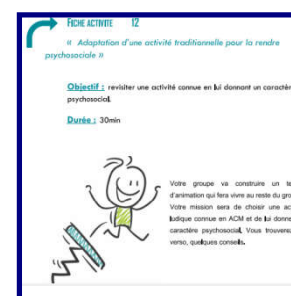 FICHE ACTIVITE 12
« Adaptation d'une activité traditionnelle pour la rendre
psychosociale »
Objectif : revisiter une activité connue en lui donnant un caractèr
psychosocial.
Durée : 30min
Votre groupe va construire un te
d'animation qui fera vivre au reste du gro
Votre mission sera de choisir une ac
ludique connue en ACM et de lui donne
caractère psychosocial. Vous trouvere
verso, quelques conseils.